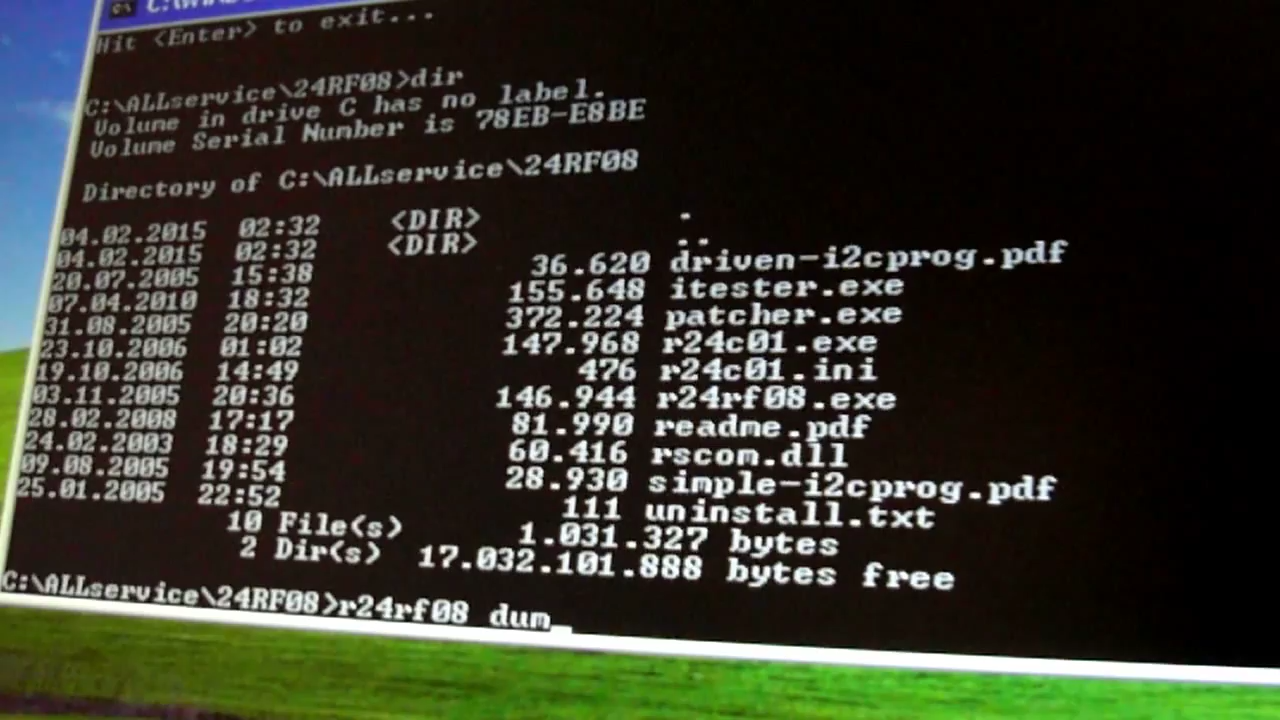 C:\WIN
Hit <Enter> to exit...
C:\ALLservice\24RF08>dir
Volume in drive C has no label.
Volume Serial Number is 78EB-E8BE
Directory of C:\ALLservice\24RF08
04.02.2015 02:32 <DIR> .
04.02.2015 02:32 <DIR> ..
20.07.2005 15:38 36.620 driven-i2cprog.pdf
07.04.2010 18:32 155.648 itester.exe
31.08.2005 20:20 372.224 patcher.exe
23.10.2006 01:02 147.968 r24c01.exe
19.10.2006 14:49 476 r24c01.ini
03.11.2005 20:36 146.944 r24rf08.exe
28.02.2008 17:17 81.990 readme.pdf
24.02.2003 18:29 60.416 rscom.dll
09.08.2005 19:54 28.930 simple-i2cprog.pdf
25.01.2005 22:52 111 uninstall.txt
10 File(s) 1.031.327 bytes
2 Dir(s) 17.032.101.888 bytes free
C:\ALLservice\24RF08>r24rf08 dum_